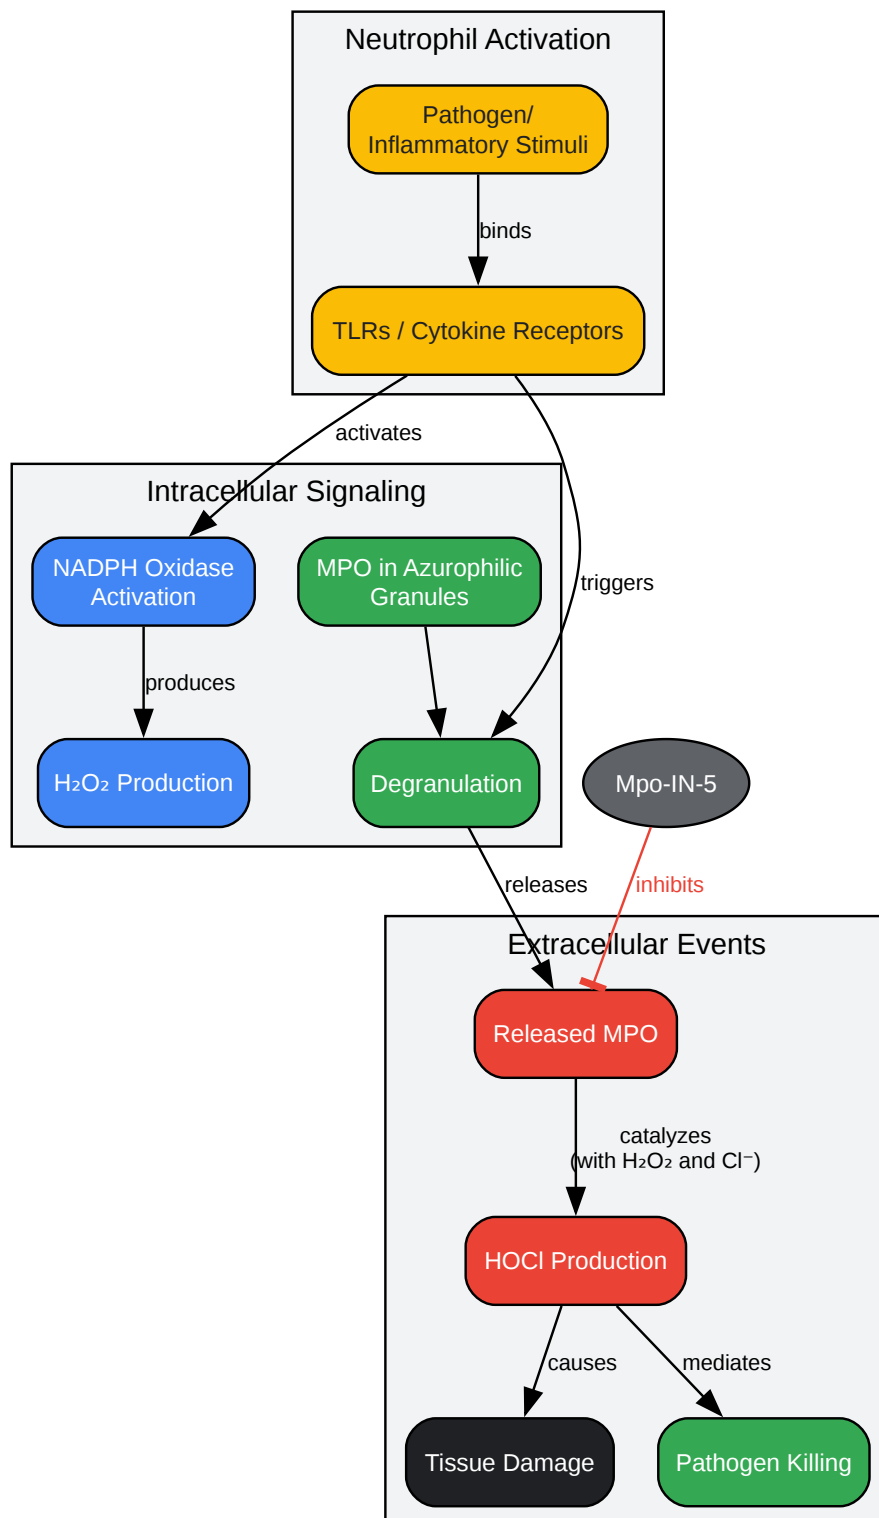 Neutrophil Activation
Pathogen/
Inflammatory Stimuli
binds
TLRs / Cytokine Receptors
activates
Intracellular Signaling
NADPH Oxidase
Activation
MPO in Azurophilic
Granules
triggers
produces
H₂O₂ Production
Degranulation
Mpo-IN-5
releases
inhibits
Extracellular Events
Released MPO
catalyzes
(with H₂O₂ and Cl⁻)
HOCl Production
causes
mediates
Tissue Damage
Pathogen Killing